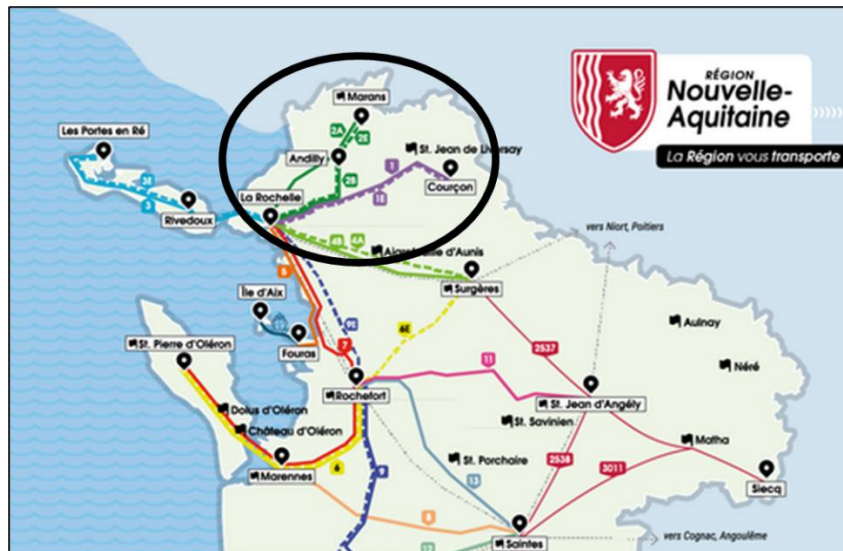 RÉGION
Nouvelle-
Aquitaine
La Région vous transporte
Marans
2A
2E
Les Portes en Ré
Andilly
St. Jean de Liversay
1
2B
Courçon
3E
La Rochelle
1E
3
Rivedoux
vers Niort, Poitiers
4B
4A
Aigrefeuille d'Aunis
Surgères
Île d'Aix
9E
6E
Aulnay
St. Pierre d'Oléron
Fouras
7
2537
11
Néré
Rochefort
St. Jean d'Angély
Dolus d'Oléron
St. Savinien
Château d'Oléron
Matha
St. Porchaire
2538
6
9
13
3011
Marennes
Siecq
Saintes
vers Cognac, Angoulême